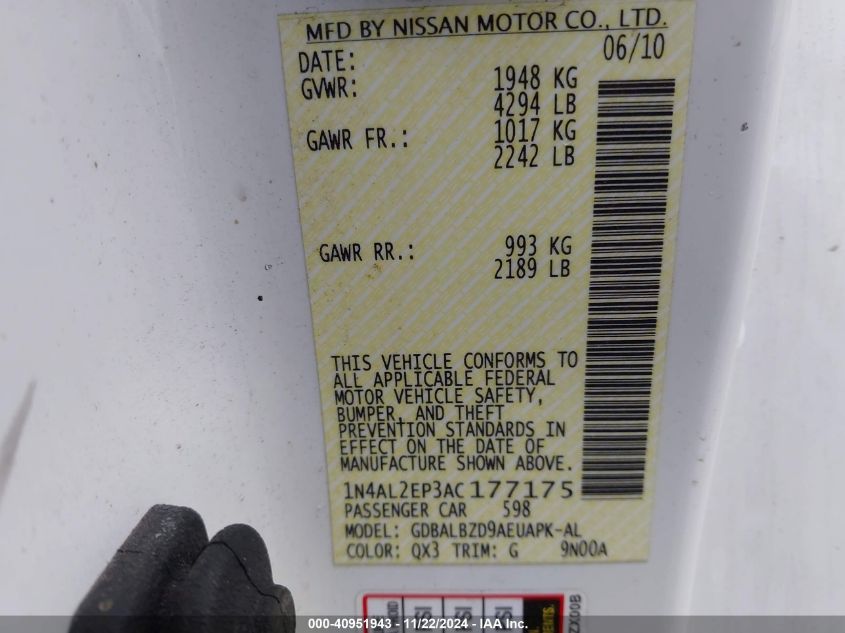 MFD BY NISSAN MOTOR CO., LTD.
DATE: 06/10
GVWR: 1948 KG
4294 LB
GAWR FR.: 1017 KG
2242 LB
GAWR RR.: 993 KG
2189 LB
THIS VEHICLE CONFORMS TO
ALL APPLICABLE FEDERAL
MOTOR VEHICLE SAFETY,
BUMPER, AND THEFT
PREVENTION STANDARDS IN
EFFECT ON THE DATE OF
MANUFACTURE SHOWN ABOVE.
1N4AL2EP3AC177175
PASSENGER CAR 598
MODEL: GDBALBZD9AEUAPK-AL
COLOR: QX3 TRIM: G 9N00A
000-40951943 - 11/22/2024 - IAA Inc.